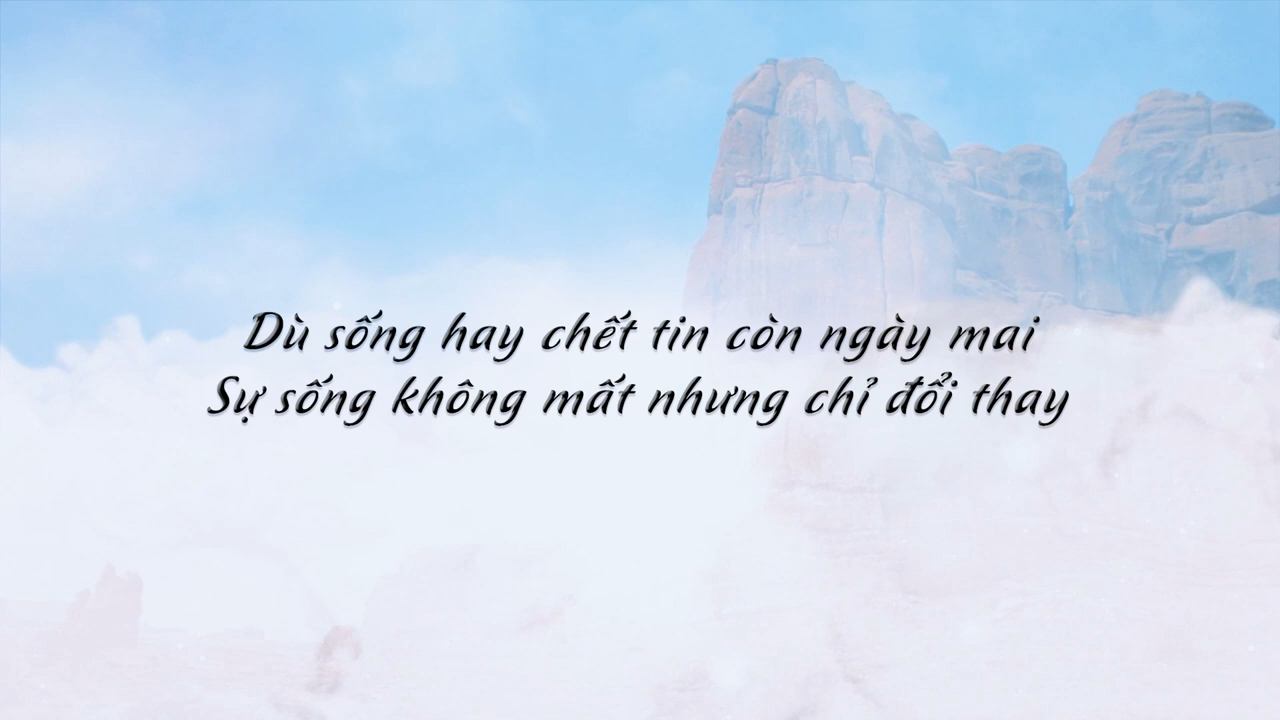 Dù sống hay chết tin còn ngày mai
Sự sống không mất nhưng chỉ đổi thay